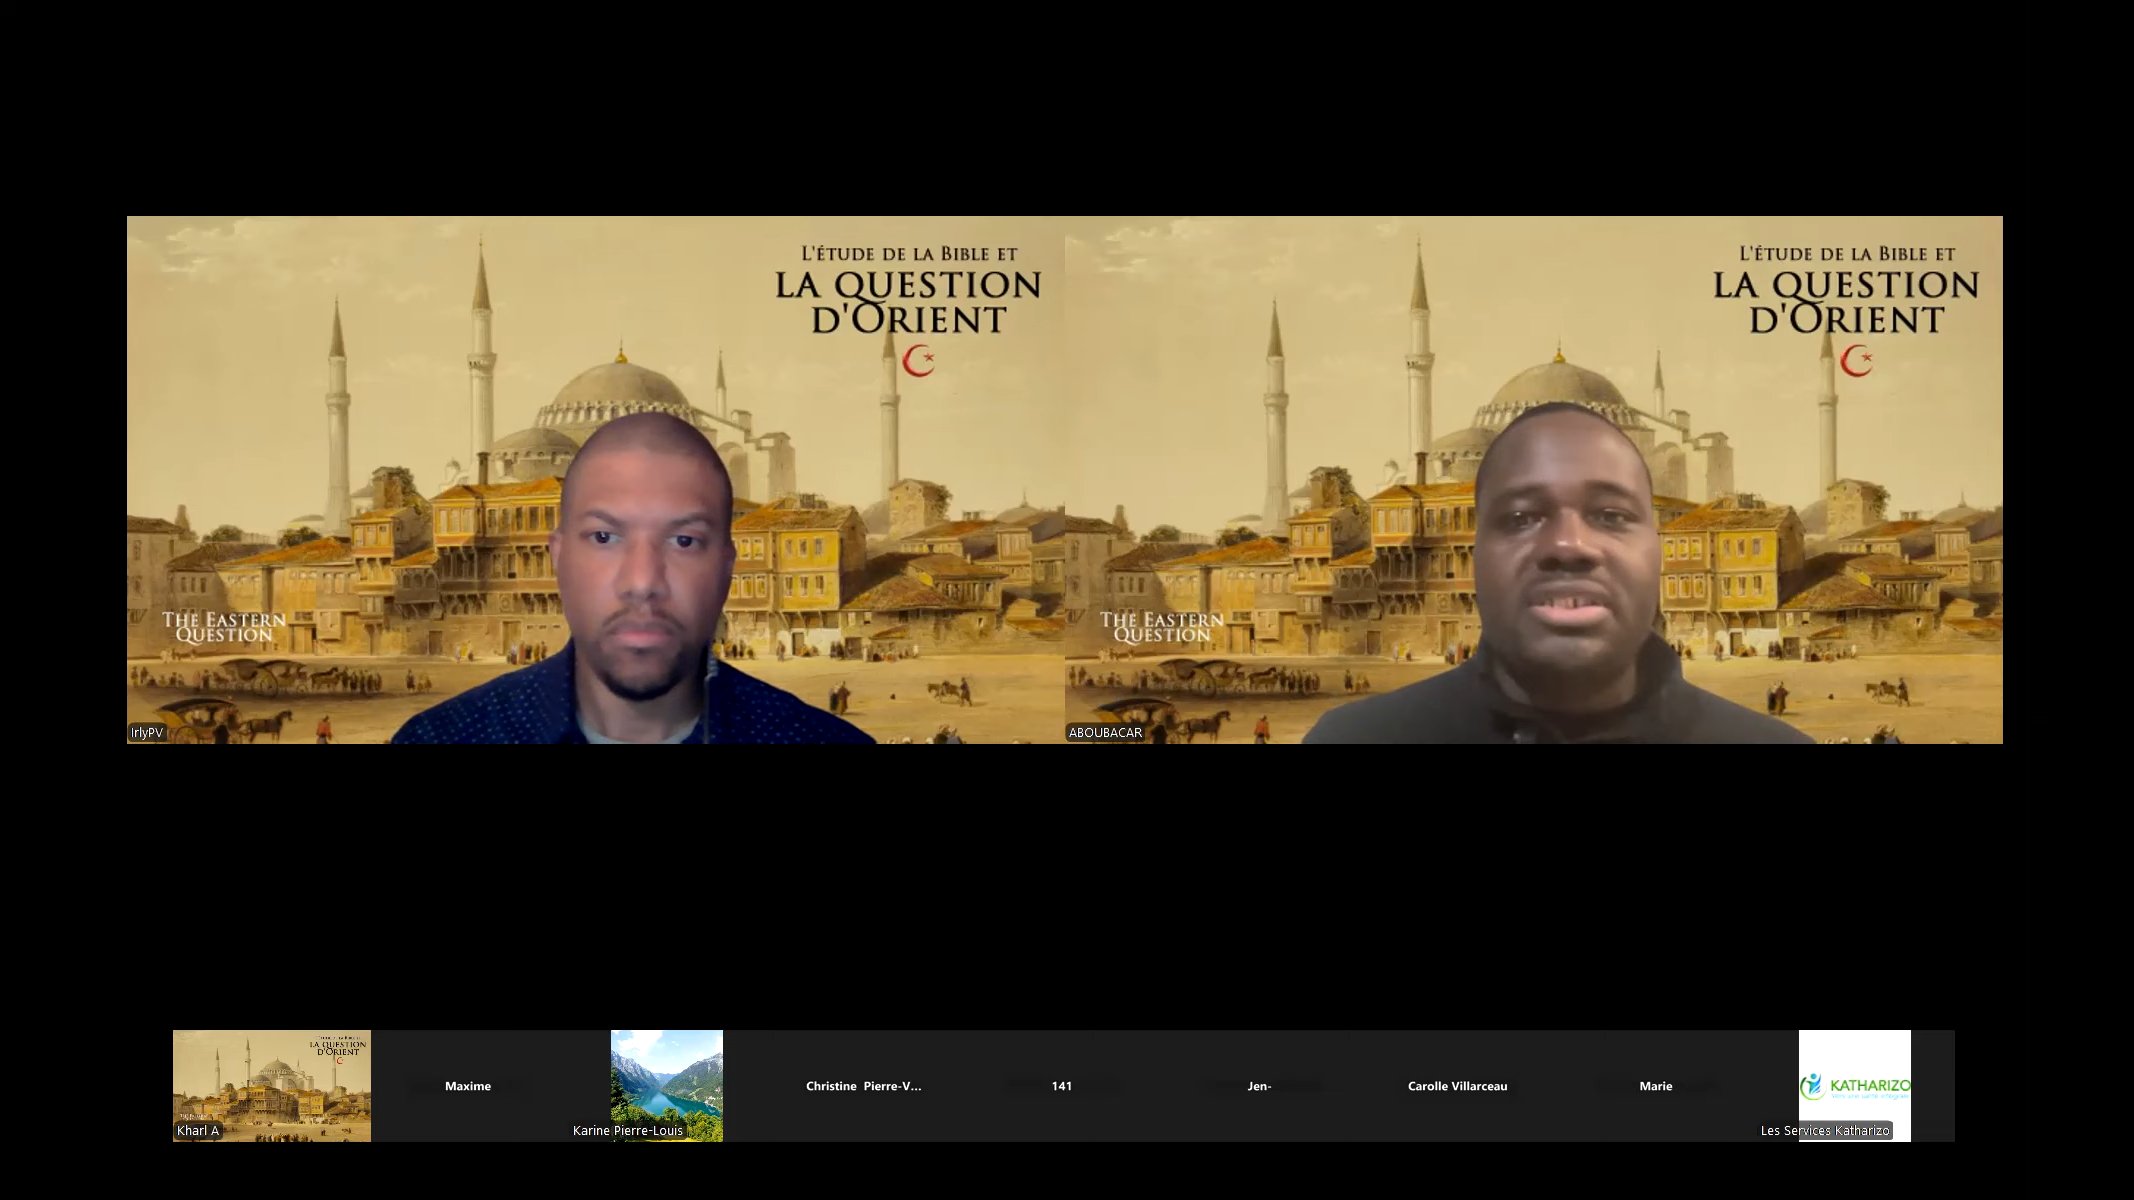 L'ÉTUDE DE LA BIBLE ET
LA QUESTION
D'ORIENT
THE EASTERN
QUESTION
IrlyPV
L'ÉTUDE DE LA BIBLE ET
LA QUESTION
D'ORIENT
THE EASTERN
QUESTION
ABOUBACAR
LA QUESTION
D'ORIENT
Kharl A
Maxime
Karine Pierre-Louis
Christine Pierre-V...
141
Jen-
Carolle Villarceau
Marie
KATHARIZO
Les Services Katharizo